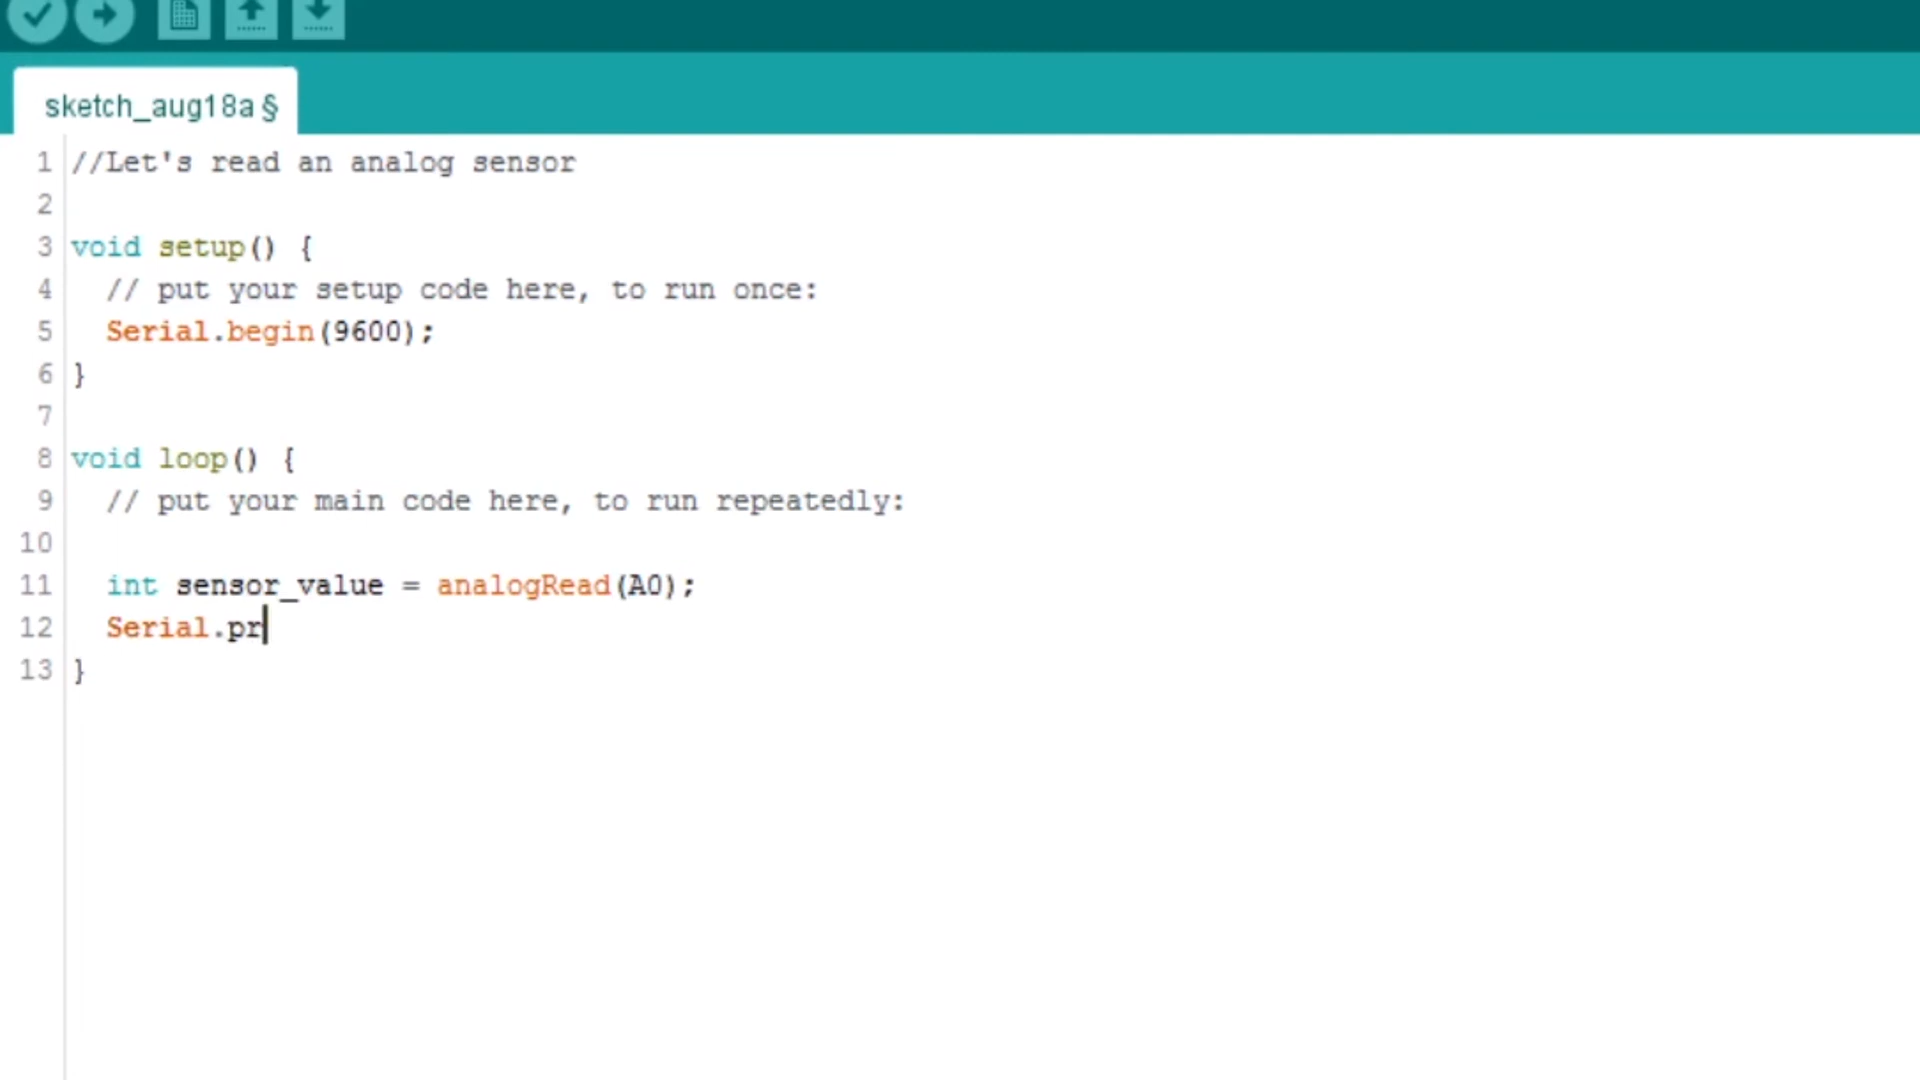 sketch_aug18a §
1 //Let's read an analog sensor
2
3 void setup() {
4   // put your setup code here, to run once:
5   Serial.begin(9600);
6 }
7
8 void loop() {
9   // put your main code here, to run repeatedly:
10
11   int sensor_value = analogRead(A0);
12   Serial.pr
13 }